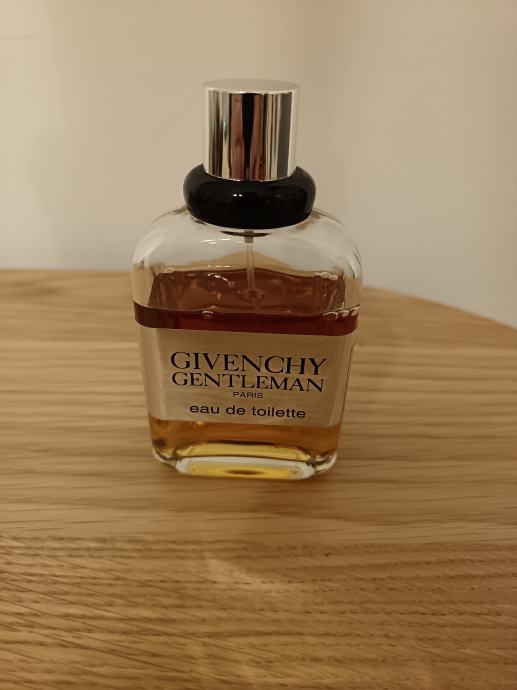 GIVENCHY
GENTLEMAN
PARIS
eau de toilette